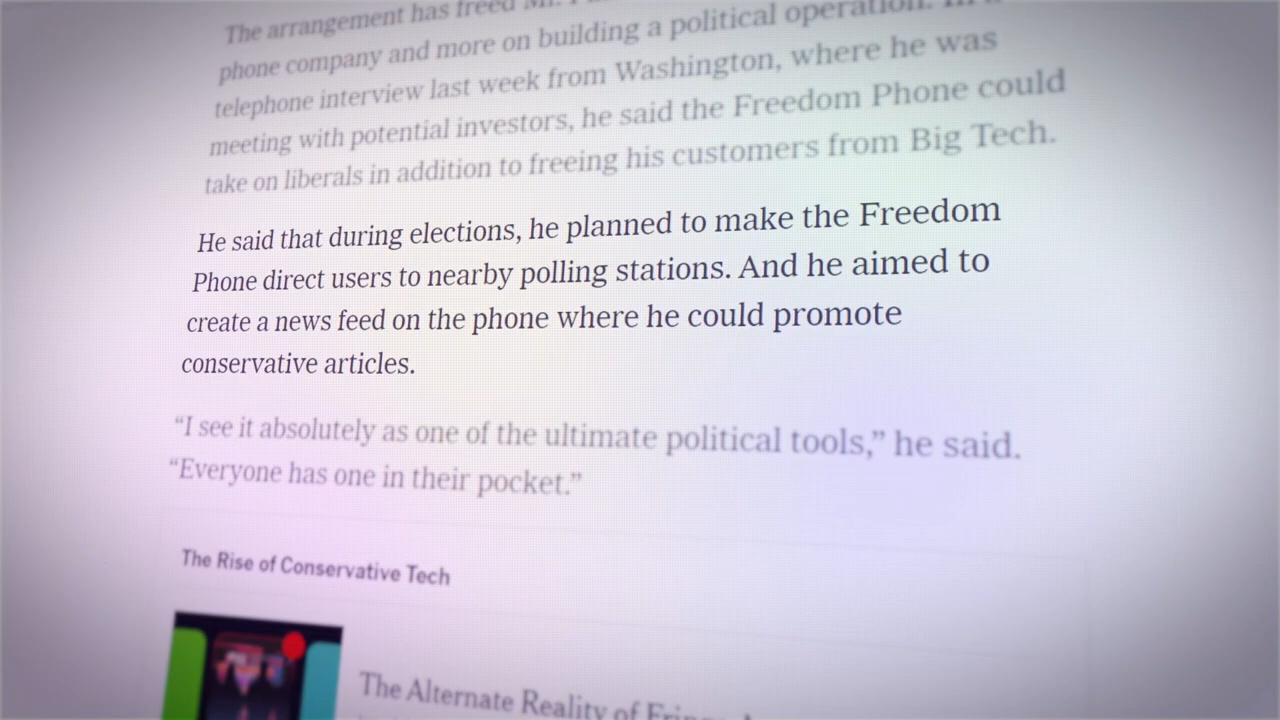 The arrangement has freed Mr.
phone company and more on building a political operation. In a
telephone interview last week from Washington, where he was
meeting with potential investors, he said the Freedom Phone could
take on liberals in addition to freeing his customers from Big Tech.
He said that during elections, he planned to make the Freedom
Phone direct users to nearby polling stations. And he aimed to
create a news feed on the phone where he could promote
conservative articles.
“I see it absolutely as one of the ultimate political tools,” he said.
“Everyone has one in their pocket.”
The Rise of Conservative Tech
The Alternate Reality of